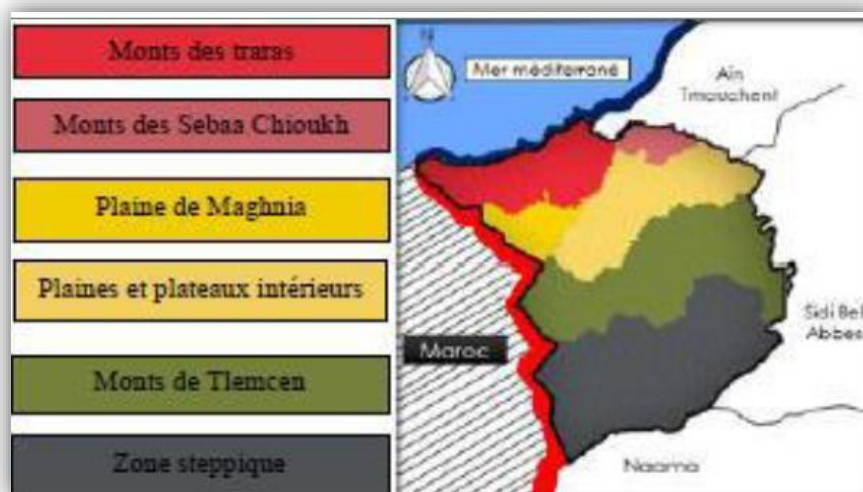 Monts des traras
Monts des Sebaa Chioukh
Plaine de Maghnia
Plaines et plateaux intérieurs
Monts de Tlemcen
Zone steppique
N
Mer méditerrané
Ain
Tmouchent
Sidi Bel
Abbes
Maroc
Naama